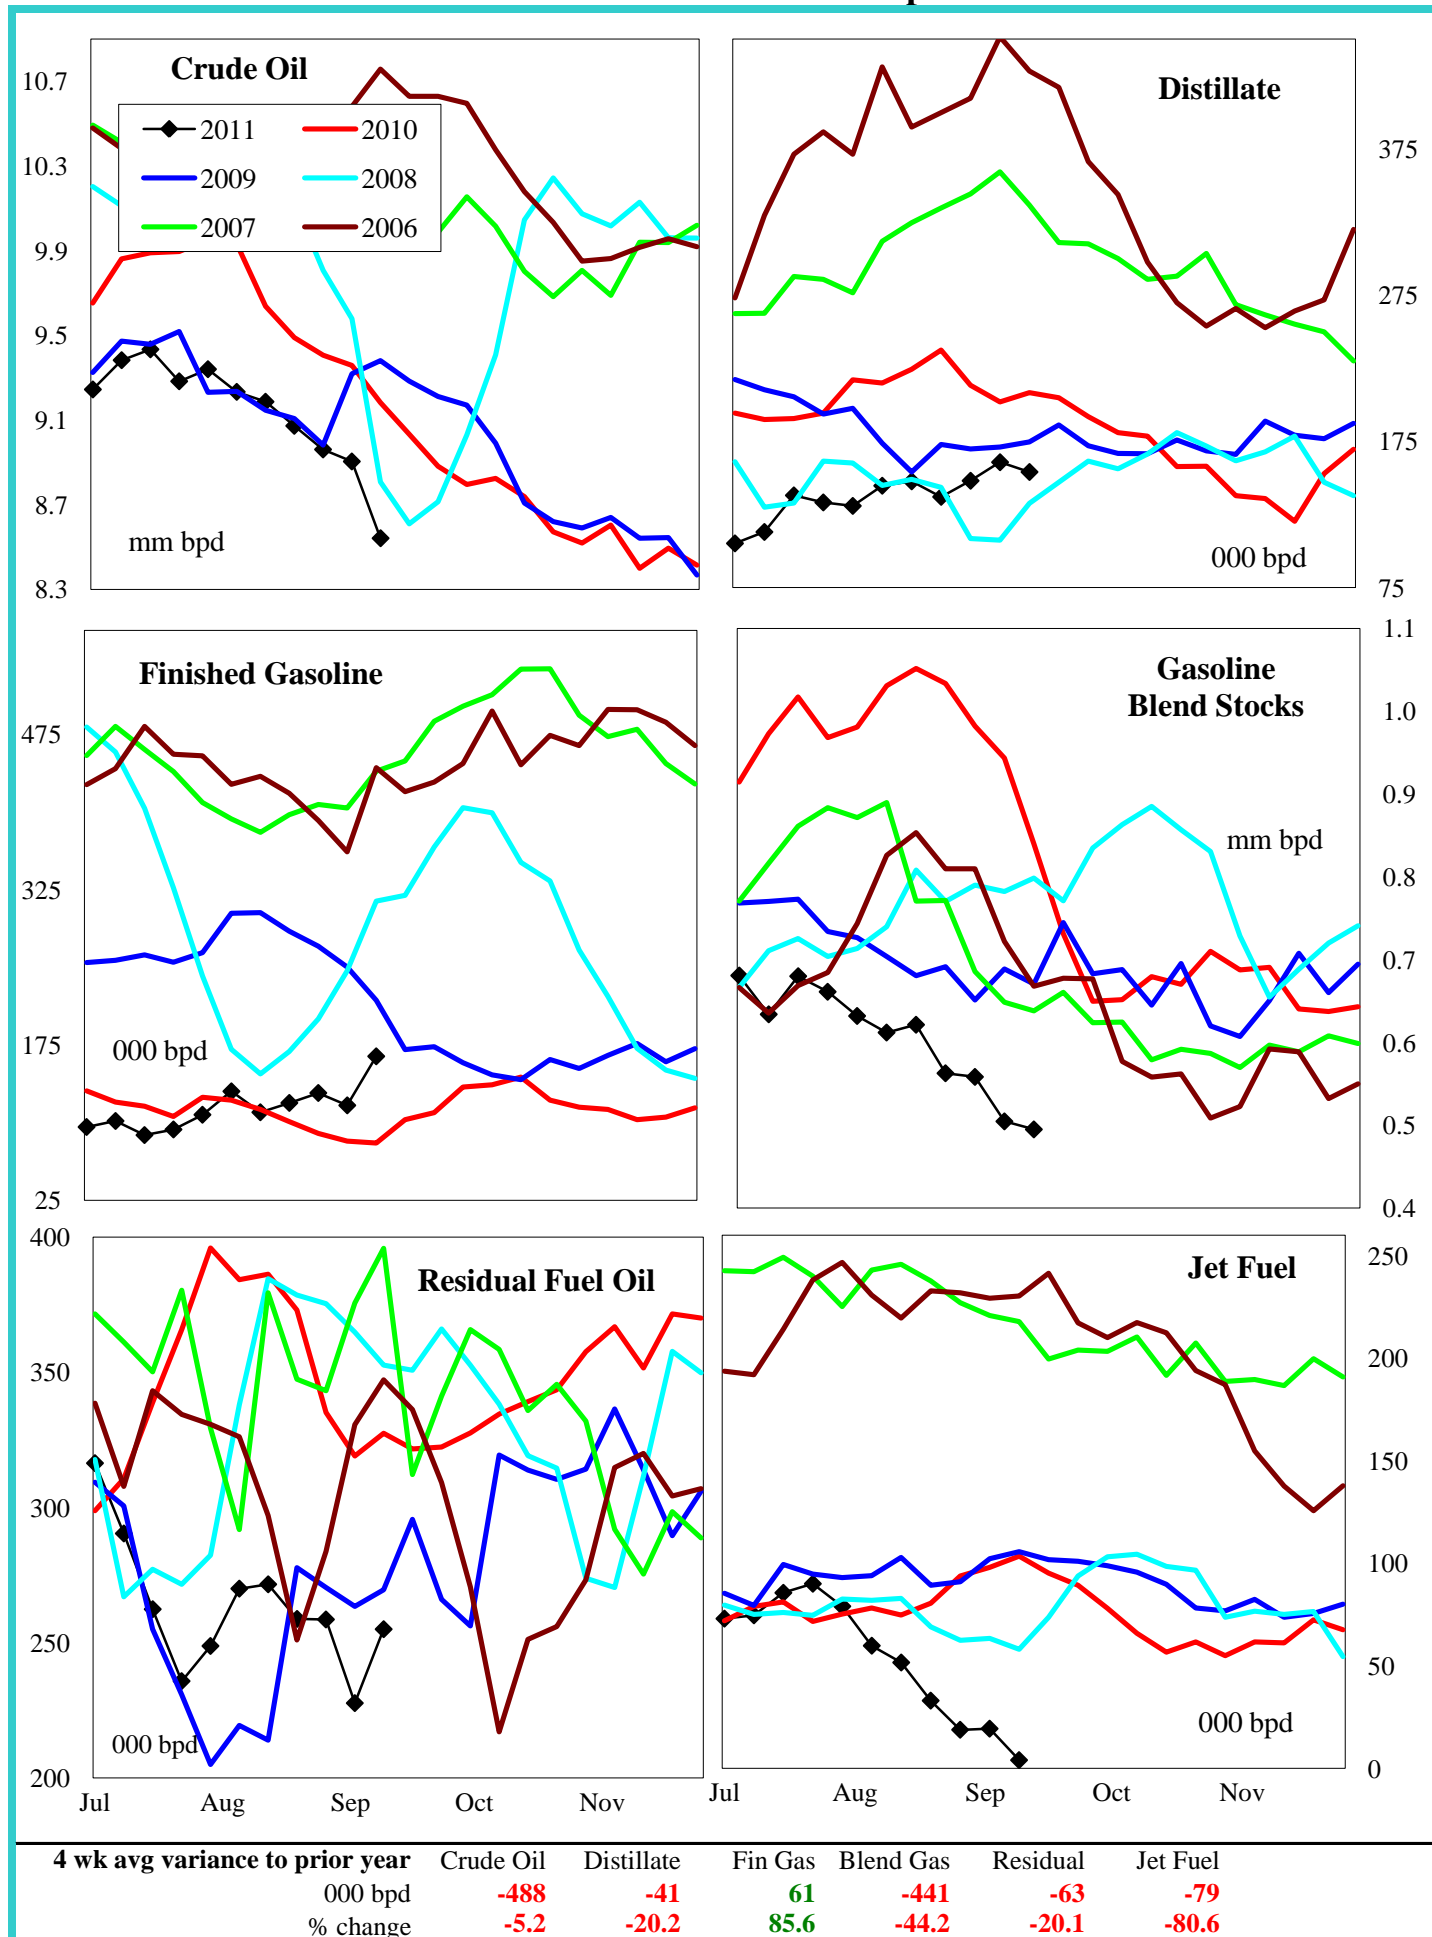 Crude Oil
10.7
10.3
9.9
9.5
9.1
8.7
8.3
2011
2010
2009
2008
2007
2006
mm bpd
Distillate
375
275
175
75
000 bpd
Finished Gasoline
475
325
175
25
000 bpd
Gasoline
Blend Stocks
1.1
1.0
0.9
0.8
0.7
0.6
0.5
0.4
mm bpd
Residual Fuel Oil
400
350
300
250
200
000 bpd
Jul Aug Sep Oct Nov
Jet Fuel
250
200
150
100
50
0
000 bpd
Jul Aug Sep Oct Nov
4 wk avg variance to prior year Crude Oil Distillate Fin Gas Blend Gas Residual Jet Fuel
000 bpd -488 -41 61 -441 -63 -79
% change -5.2 -20.2 85.6 -44.2 -20.1 -80.6